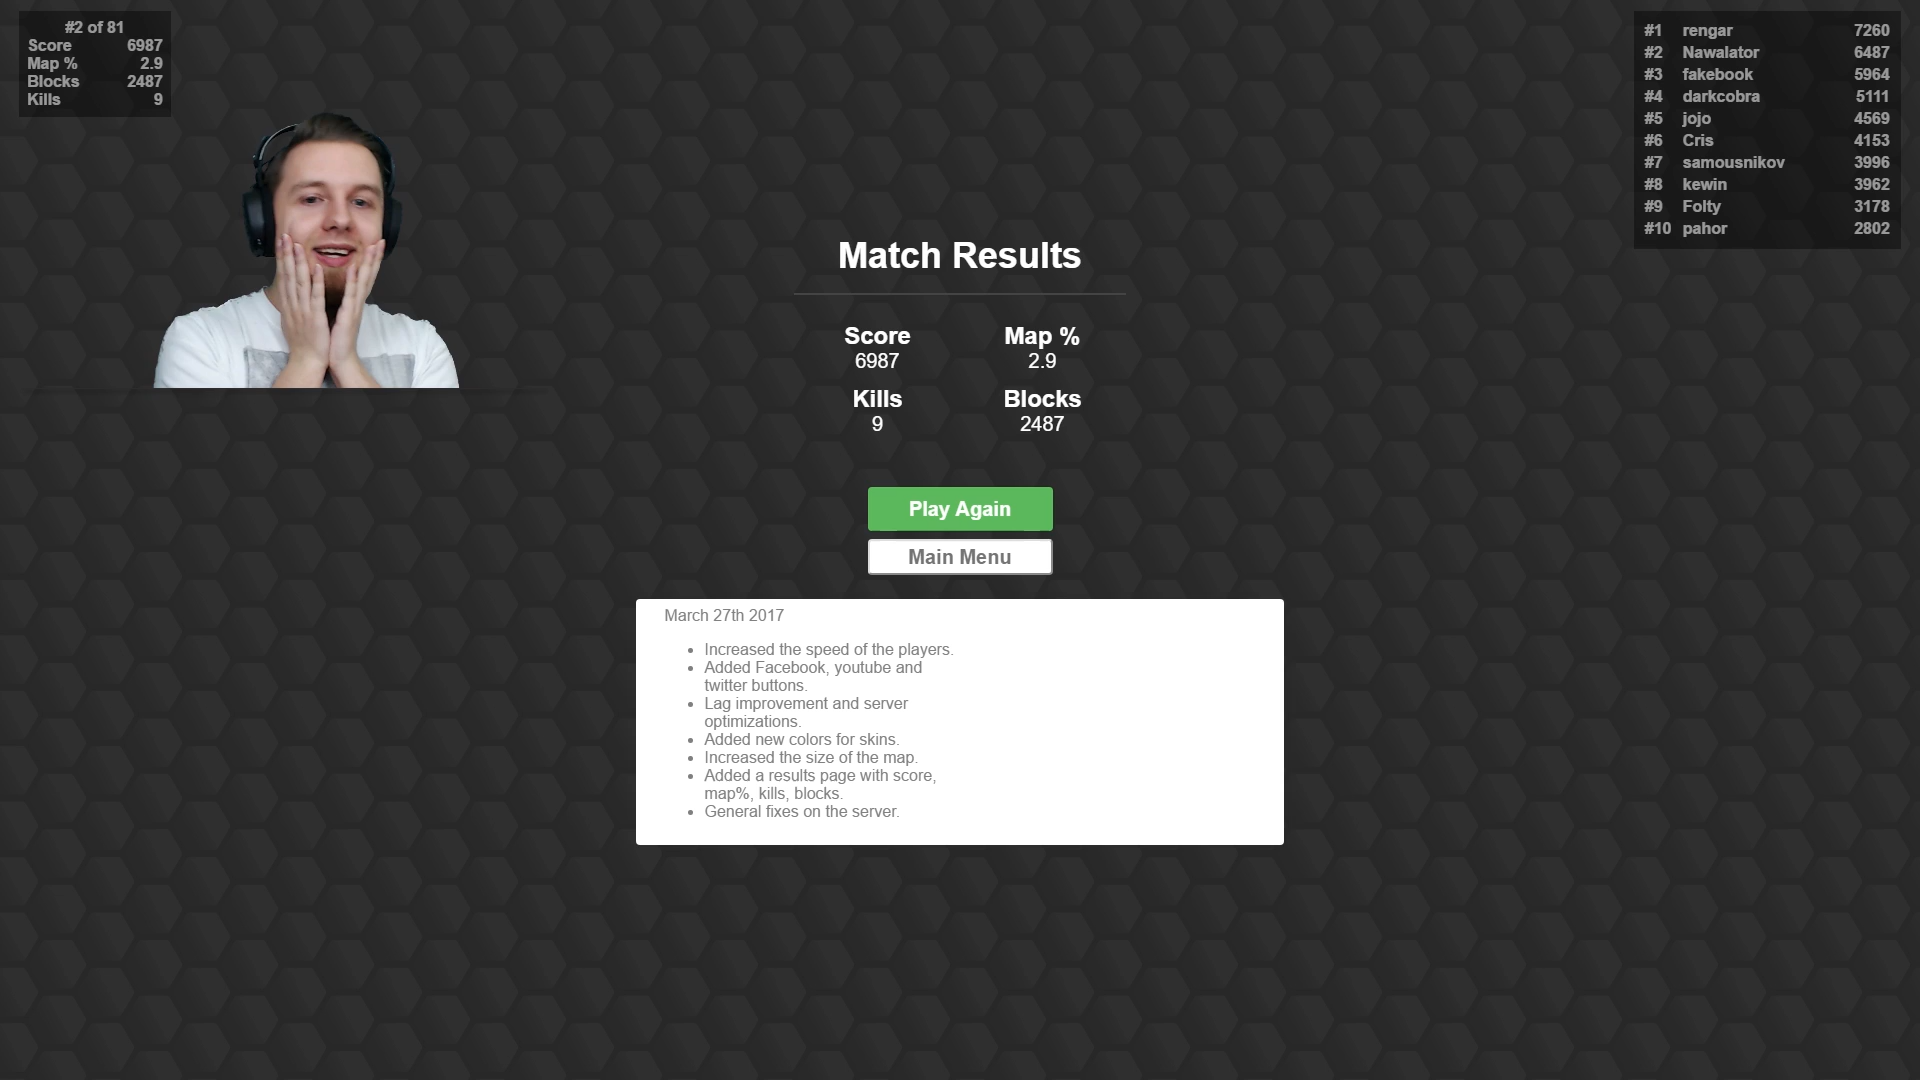 #2 of 81
Score 6987
Map % 2.9
Blocks 2487
Kills 9
#1 rengar 7260
#2 Nawalator 6487
#3 fakebook 5964
#4 darkcobra 5111
#5 jojo 4569
#6 Cris 4153
#7 samousnikov 3996
#8 kewin 3962
#9 Folty 3178
#10 pahor 2802
Match Results
Score Map %
6987 2.9
Kills Blocks
9 2487
Play Again
Main Menu
March 27th 2017
• Increased the speed of the players.
• Added Facebook, youtube and
twitter buttons.
• Lag improvement and server
optimizations.
• Added new colors for skins.
• Increased the size of the map.
• Added a results page with score,
map%, kills, blocks.
• General fixes on the server.